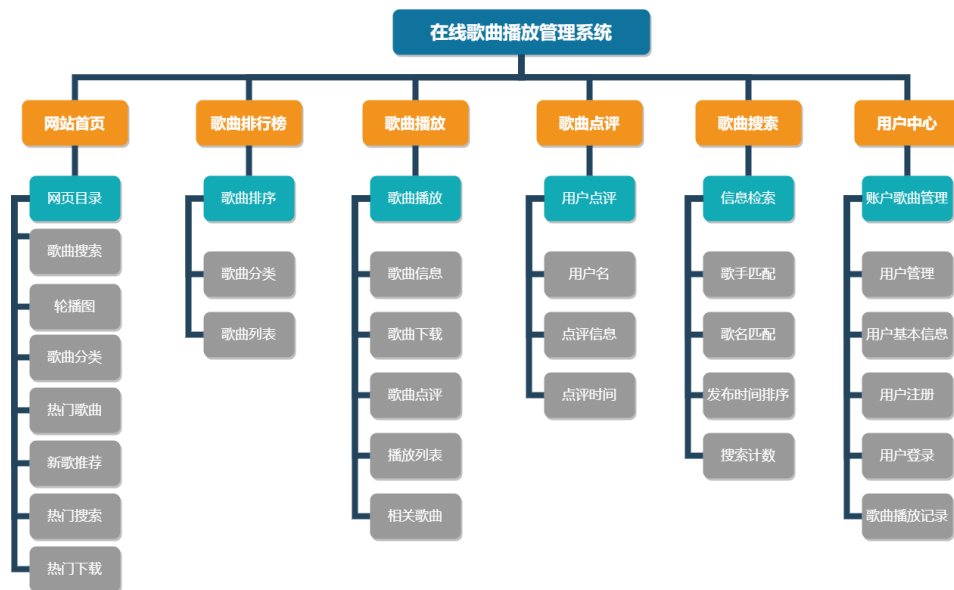 在线歌曲播放管理系统
网站首页
网页目录
歌曲搜索
轮播图
歌曲分类
热门歌曲
新歌推荐
热门搜索
热门下载
歌曲排行榜
歌曲排序
歌曲分类
歌曲列表
歌曲播放
歌曲播放
歌曲信息
歌曲下载
歌曲点评
播放列表
相关歌曲
歌曲点评
用户点评
用户名
点评信息
点评时间
歌曲搜索
信息检索
歌手匹配
歌名匹配
发布时间排序
搜索计数
用户中心
账户歌曲管理
用户管理
用户基本信息
用户注册
用户登录
歌曲播放记录